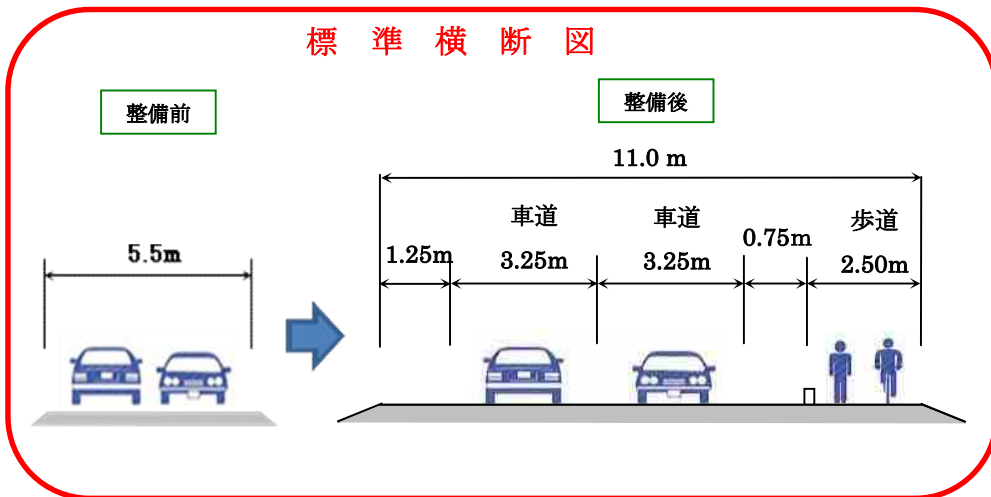 標準横断図
整備前
整備後
11.0 m
車道
車道
歩道
5.5m
1.25m
3.25m
3.25m
0.75m
2.50m